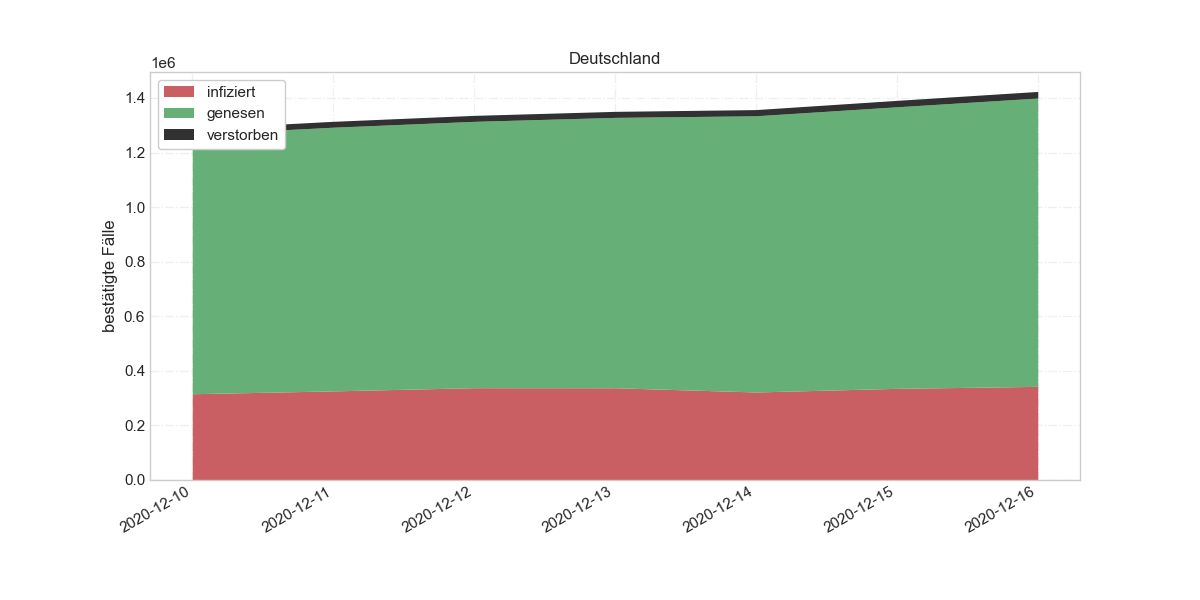 Deutschland
1e6
infiziert
genesen
verstorben
1.4
1.2
1.0
0.8
0.6
0.4
0.2
0.0
bestätigte Fälle
2020-12-10
2020-12-11
2020-12-12
2020-12-13
2020-12-14
2020-12-15
2020-12-16